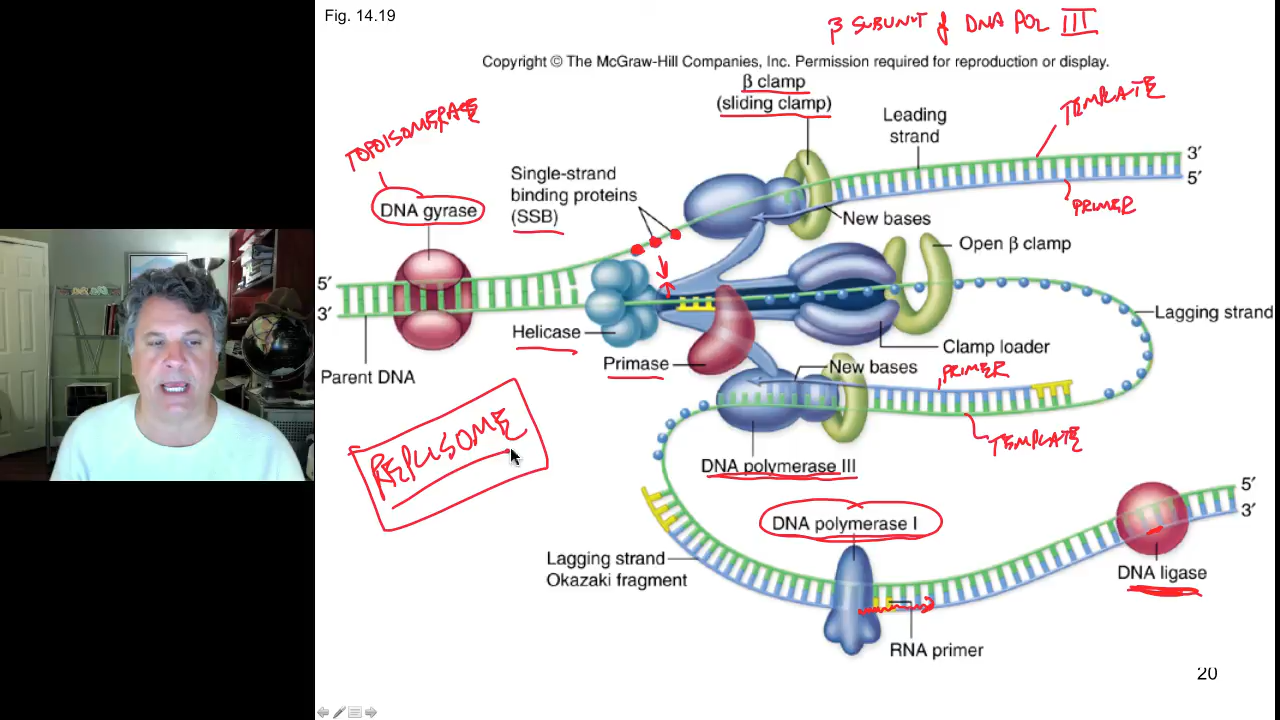 Fig. 14.19
β SUBUNIT of DNA POL III
Copyright © The McGraw-Hill Companies, Inc. Permission required for reproduction or display.
β clamp
(sliding clamp)
TEMPLATE
TOPOISOMERASE
Leading
strand
3′
5′
Single-strand
binding proteins
(SSB)
DNA gyrase
New bases
PRIMER
Open β clamp
5′
3′
Lagging strand
Helicase
Clamp loader
Primase
New bases
PRIMER
Parent DNA
REPLISOME
TEMPLATE
DNA polymerase III
5′
3′
DNA polymerase I
Lagging strand
Okazaki fragment
DNA ligase
RNA primer
20